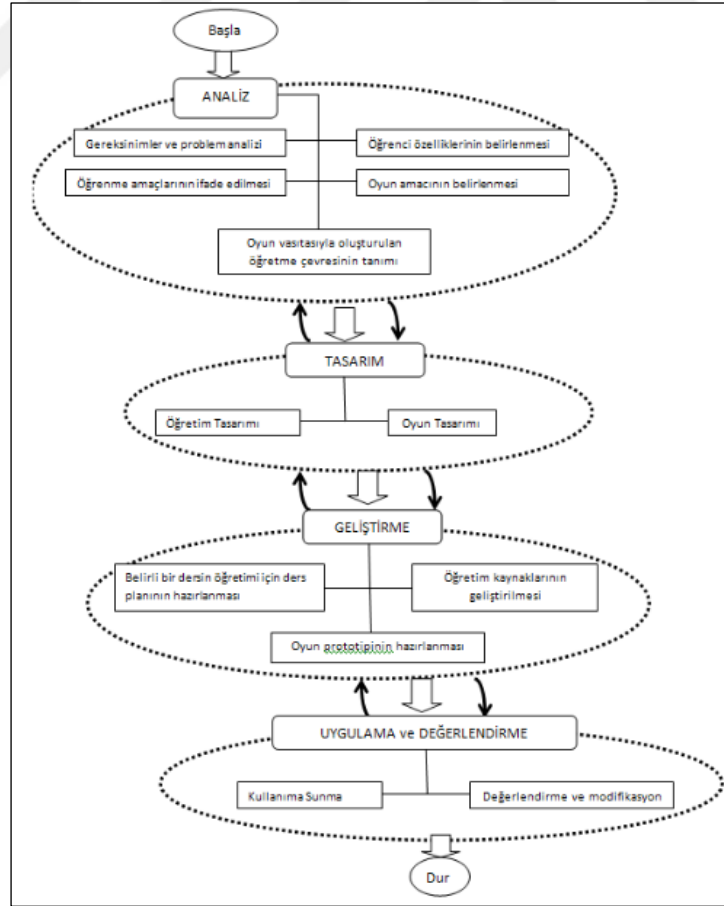 Başla
ANALİZ
Gereksinimler ve problem analizi
Öğrenci özelliklerinin belirlenmesi
Öğrenme amaçlarının ifade edilmesi
Oyun amacının belirlenmesi
Oyun vasıtasıyla oluşturulan
öğretme çevresinin tanımı
TASARIM
Öğretim Tasarımı
Oyun Tasarımı
GELİŞTİRME
Belirli bir dersin öğretimi için ders
planının hazırlanması
Öğretim kaynaklarının
geliştirilmesi
Oyun prototipinin hazırlanması
UYGULAMA ve DEĞERLENDİRME
Kullanıma Sunma
Değerlendirme ve modifikasyon
Dur